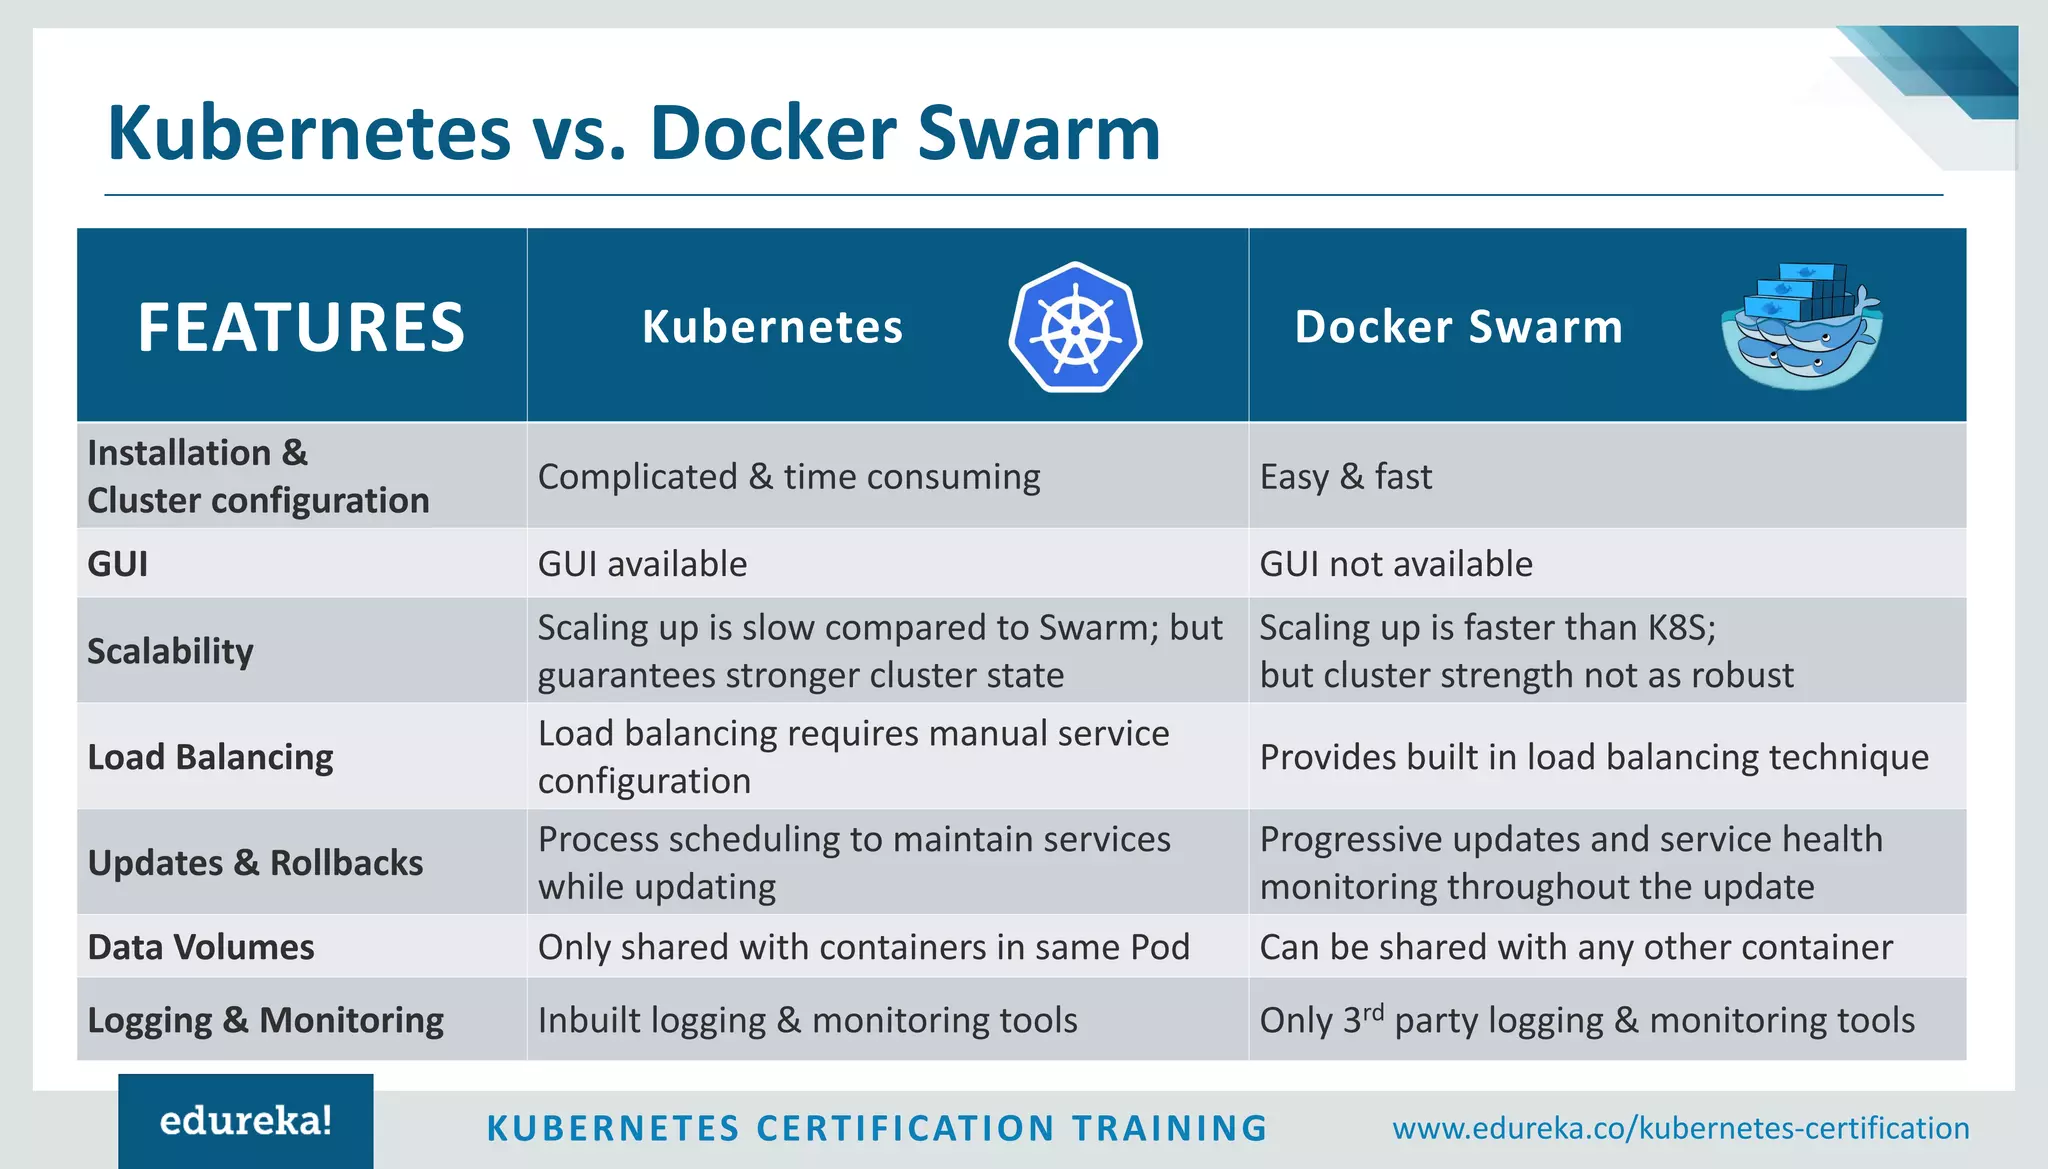 Kubernetes vs. Docker Swarm
FEATURES
Kubernetes
Docker Swarm
Installation &
Cluster configuration
Complicated & time consuming
Easy & fast
GUI
GUI available
GUI not available
Scalability
Scaling up is slow compared to Swarm; but
guarantees stronger cluster state
Scaling up is faster than K8S;
but cluster strength not as robust
Load Balancing
Load balancing requires manual service
configuration
Provides built in load balancing technique
Updates & Rollbacks
Process scheduling to maintain services
while updating
Progressive updates and service health
monitoring throughout the update
Data Volumes
Only shared with containers in same Pod
Can be shared with any other container
Logging & Monitoring
Inbuilt logging & monitoring tools
Only 3rd party logging & monitoring tools
edureka!
KUBERNETES CERTIFICATION TRAINING
www.edureka.co/kubernetes-certification